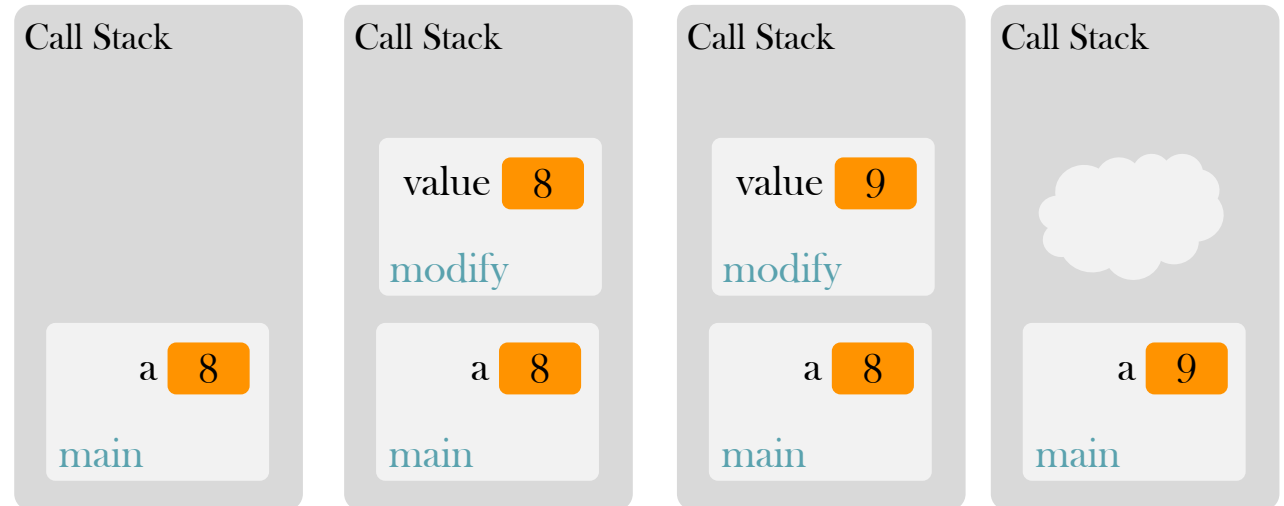 Call Stack
a 8
main
Call Stack
value 8
modify
a 8
main
Call Stack
value 9
modify
a 8
main
Call Stack
a 9
main